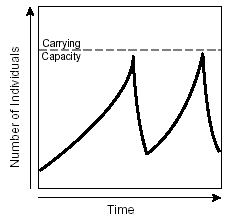 Carrying
Capacity
Number of Individuals
Time